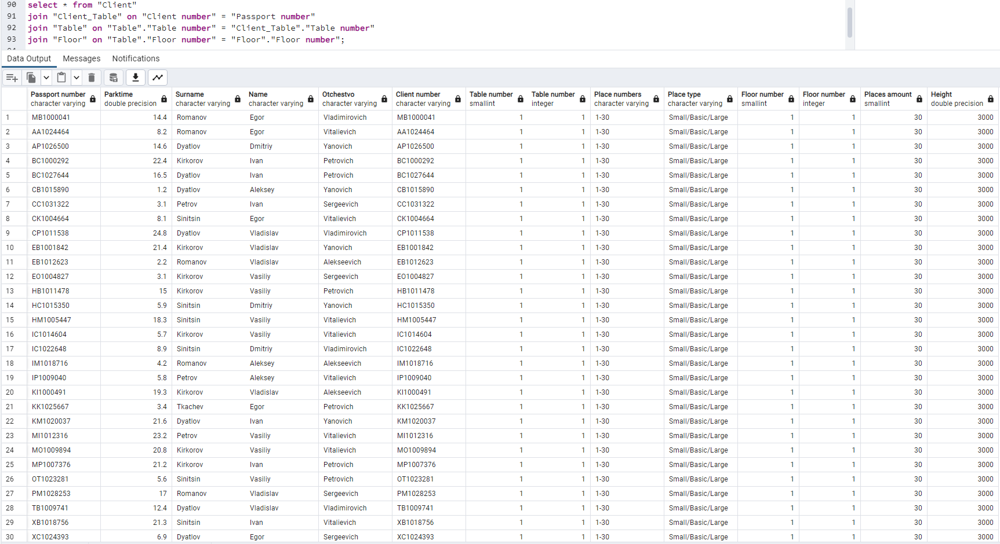 90 select * from "Client"
91 join "Client_Table" on "Client number" = "Passport number"
92 join "Table" on "Table"."Table number" = "Client_Table"."Table number"
93 join "Floor" on "Table"."Floor number" = "Floor"."Floor number";
Data Output Messages Notifications
Passport number Parktime Surname Name Otchestvo Client number Table number Table number Place numbers Place type Floor number Floor number Places amount Height
character varying double precision character varying character varying character varying character varying smallint integer character varying character varying smallint integer smallint double precision
1 MB1000041 14.4 Romanov Egor Vladimirovich MB1000041 1 1 1-30 Small/Basic/Large 1 1 30 3000
2 AA1024464 8.2 Romanov Egor Vitalievich AA1024464 1 1 1-30 Small/Basic/Large 1 1 30 3000
3 AP1026500 14.6 Dyatlov Dmitriy Yanovich AP1026500 1 1 1-30 Small/Basic/Large 1 1 30 3000
4 BC1000292 22.4 Kirkorov Ivan Petrovich BC1000292 1 1 1-30 Small/Basic/Large 1 1 30 3000
5 BC1027644 16.5 Dyatlov Ivan Petrovich BC1027644 1 1 1-30 Small/Basic/Large 1 1 30 3000
6 CB1015890 1.2 Dyatlov Aleksey Yanovich CB1015890 1 1 1-30 Small/Basic/Large 1 1 30 3000
7 CC1031322 3.1 Petrov Ivan Sergeevich CC1031322 1 1 1-30 Small/Basic/Large 1 1 30 3000
8 CK1004664 8.1 Sinitsin Egor Vitalievich CK1004664 1 1 1-30 Small/Basic/Large 1 1 30 3000
9 CP1011538 24.8 Dyatlov Vladislav Vladimirovich CP1011538 1 1 1-30 Small/Basic/Large 1 1 30 3000
10 EB1001842 21.4 Kirkorov Vladislav Yanovich EB1001842 1 1 1-30 Small/Basic/Large 1 1 30 3000
11 EB1012623 2.2 Romanov Vladislav Alekseevich EB1012623 1 1 1-30 Small/Basic/Large 1 1 30 3000
12 EO1004827 3.1 Kirkorov Vasiliy Sergeevich EO1004827 1 1 1-30 Small/Basic/Large 1 1 30 3000
13 HB1011478 15 Kirkorov Vasiliy Petrovich HB1011478 1 1 1-30 Small/Basic/Large 1 1 30 3000
14 HC1015350 5.9 Sinitsin Dmitriy Yanovich HC1015350 1 1 1-30 Small/Basic/Large 1 1 30 3000
15 HM1005447 18.3 Sinitsin Vasiliy Vitalievich HM1005447 1 1 1-30 Small/Basic/Large 1 1 30 3000
16 IC1014604 5.7 Kirkorov Vasiliy Vitalievich IC1014604 1 1 1-30 Small/Basic/Large 1 1 30 3000
17 IC1022648 8.9 Sinitsin Dmitriy Vladimirovich IC1022648 1 1 1-30 Small/Basic/Large 1 1 30 3000
18 IM1018716 4.2 Romanov Aleksey Alekseevich IM1018716 1 1 1-30 Small/Basic/Large 1 1 30 3000
19 IP1009040 5.8 Petrov Aleksey Vitalievich IP1009040 1 1 1-30 Small/Basic/Large 1 1 30 3000
20 KI1000491 19.3 Kirkorov Vladislav Alekseevich KI1000491 1 1 1-30 Small/Basic/Large 1 1 30 3000
21 KK1025667 3.4 Tkachev Egor Petrovich KK1025667 1 1 1-30 Small/Basic/Large 1 1 30 3000
22 KM1020037 21.6 Dyatlov Ivan Yanovich KM1020037 1 1 1-30 Small/Basic/Large 1 1 30 3000
23 MI1012316 23.2 Petrov Vasiliy Vitalievich MI1012316 1 1 1-30 Small/Basic/Large 1 1 30 3000
24 MO1009894 20.8 Kirkorov Vasiliy Vitalievich MO1009894 1 1 1-30 Small/Basic/Large 1 1 30 3000
25 MP1007376 21.2 Kirkorov Ivan Petrovich MP1007376 1 1 1-30 Small/Basic/Large 1 1 30 3000
26 OT1023281 5.6 Sinitsin Vasiliy Petrovich OT1023281 1 1 1-30 Small/Basic/Large 1 1 30 3000
27 PM1028253 17 Romanov Vladislav Sergeevich PM1028253 1 1 1-30 Small/Basic/Large 1 1 30 3000
28 TB1009741 12.4 Dyatlov Vladislav Vladimirovich TB1009741 1 1 1-30 Small/Basic/Large 1 1 30 3000
29 XB1018756 21.3 Sinitsin Ivan Vitalievich XB1018756 1 1 1-30 Small/Basic/Large 1 1 30 3000
30 XC1024393 6.9 Dyatlov Egor Sergeevich XC1024393 1 1 1-30 Small/Basic/Large 1 1 30 3000